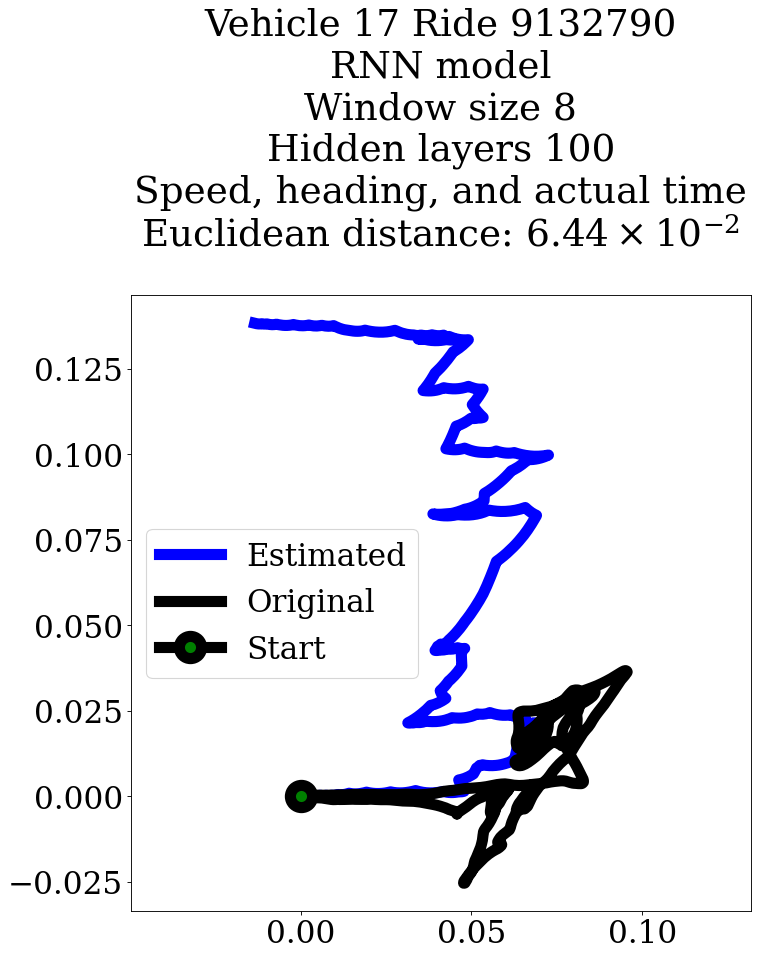 Vehicle 17 Ride 9132790
RNN model
Window size 8
Hidden layers 100
Speed, heading, and actual time
Euclidean distance: 6.44 × 10⁻²
0.125
0.100
0.075
0.050
0.025
0.000
−0.025
Estimated
Original
Start
0.00 0.05 0.10